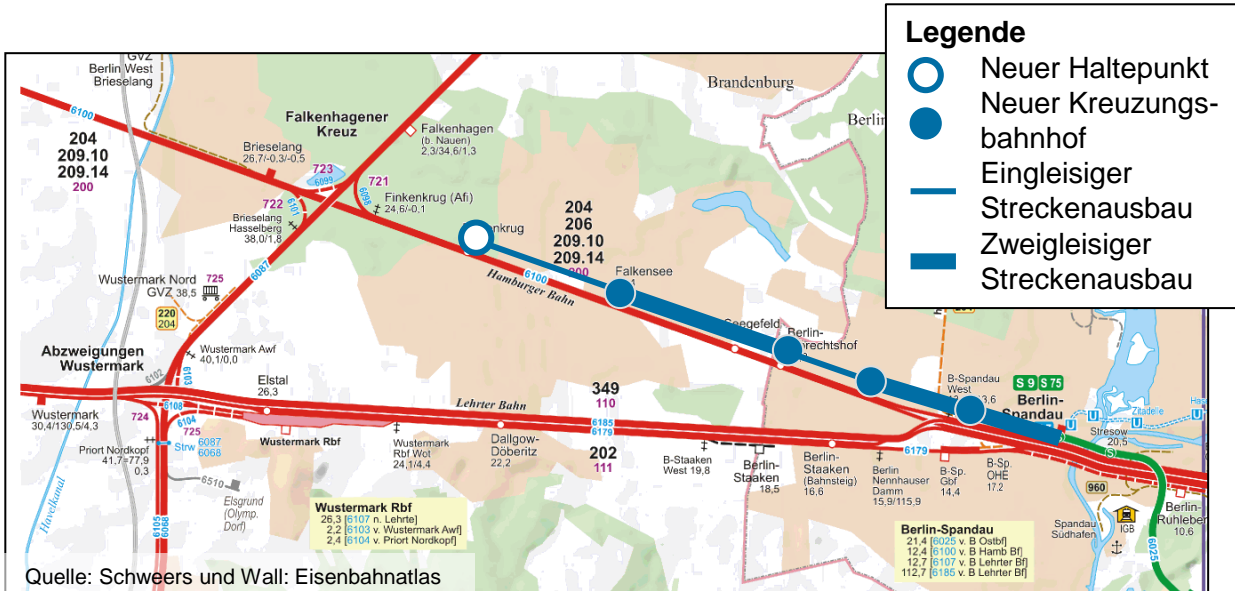 Legende
Neuer Haltepunkt
Neuer Kreuzungs-
bahnhof
Eingleisiger
Streckenausbau
Zweigleisiger
Streckenausbau
GVZ
Berlin West
Brieselang
Brandenburg
6100
Falkenhagener
Kreuz
Falkenhagen
(b. Nauen)
2,3/34,6/1,3
204
209.10
209.14
200
Brieselang
26,7/-0,3/-0,5
723
6099
721
6098
722
6101
Finkenkrug (Afi)
24,6/-0,1
Brieselang
Hasselberg
38,0/1,8
6087
204
206
209.10
209.14
Falkensee
6100
Hamburger Bahn
Wustermark Nord
GVZ 38,5
725
220
204
Abzweigungen
Wustermark
Wustermark Awf
40,1/0,0
6102
6103
Elstal
26,3
349
110
Lehrter Bahn
6185
6179
202
111
Berlin-
B-Spandau
West
S 9 S 75
Berlin-
Spandau
Zitadelle
Stresow
20,5
Wustermark
30,4/130,5/4,3
724
6108
6104
725
Strw
6087
6068
Priort Nordkopf
41,7=77,9
0,3
Wustermark Rbf
Wustermark
Rbf Wot
24,1/4,4
Dallgow-
Döberitz
22,2
B-Staaken
West 19,8
Berlin-
Staaken
18,5
Berlin-
Staaken
(Bahnsteig)
16,6
Berlin
Nennhauser
Damm
15,9/115,9
6179
B-Sp.
Gbf
14,4
B-Sp.
OHE
17.2
960
Spandau
Südhafen
IGB
Berlin-
Ruhleben
10,6
6025
Havelkanal
6510
Elsgrund
(Olymp.
Dorf)
6105
6068
Wustermark Rbf
26,3 [6107 n. Lehrte]
2,2 [6103 v. Wustermark Awf]
2,4 [6104 v. Priort Nordkopf]
Berlin-Spandau
21,4 [6025 v. B Ostbf]
12,4 [6100 v. B Hamb Bf]
12,7 [6107 v. B Lehrter Bf]
112,7 [6185 v. B Lehrter Bf]
Quelle: Schweers und Wall: Eisenbahnatlas